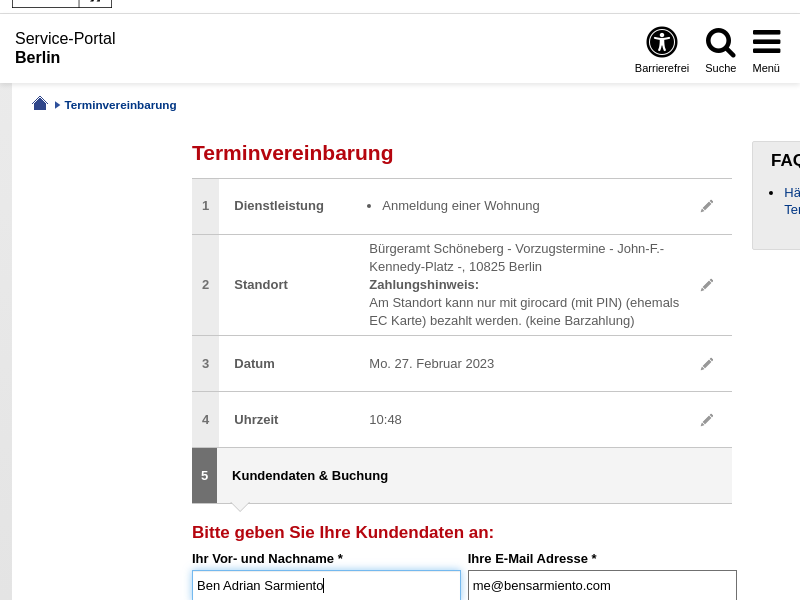 Service-Portal
Berlin
Barrierefrei
Suche
Menü
Terminvereinbarung
Terminvereinbarung
1 Dienstleistung • Anmeldung einer Wohnung
2 Standort
Bürgeramt Schöneberg - Vorzugstermine - John-F.-
Kennedy-Platz -, 10825 Berlin
Zahlungshinweis:
Am Standort kann nur mit girocard (mit PIN) (ehemals
EC Karte) bezahlt werden. (keine Barzahlung)
3 Datum Mo. 27. Februar 2023
4 Uhrzeit 10:48
5 Kundendaten & Buchung
Bitte geben Sie Ihre Kundendaten an:
Ihr Vor- und Nachname *
Ben Adrian Sarmiento
Ihre E-Mail Adresse *
me@bensarmiento.com
FAQ